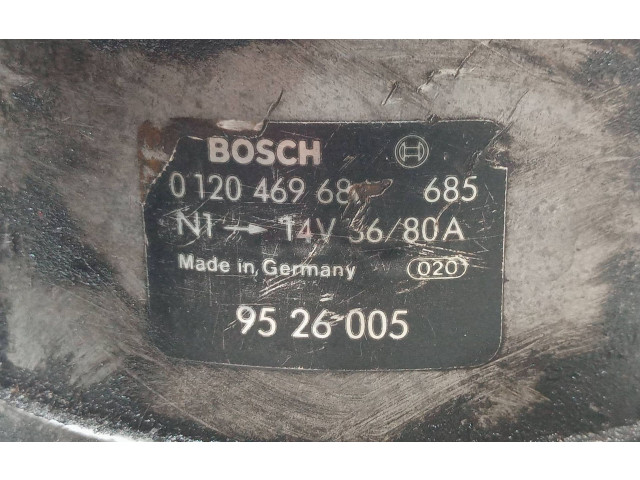 BOSCH
0 120 469 68 685
N1 → 14V 36/80A
Made in Germany 020
95 26 005